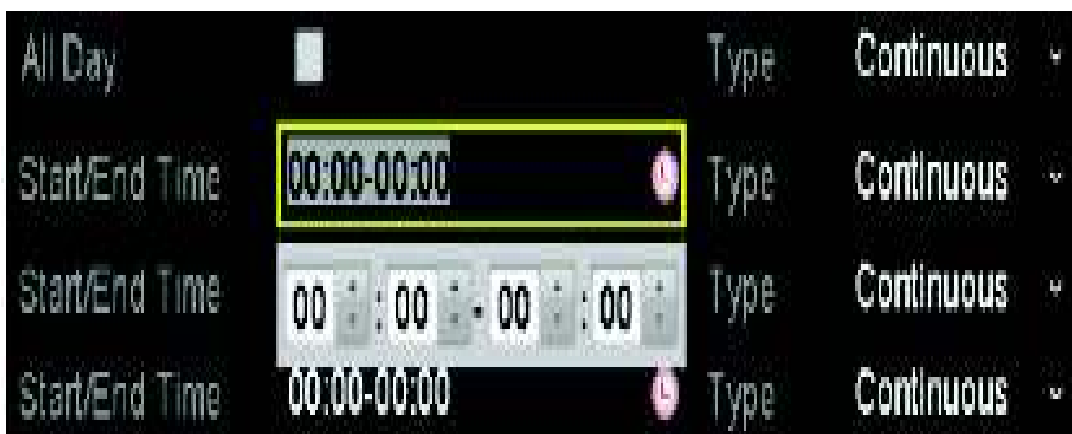 All Day Type Continuous
Start/End Time 00:00-00:00 Type Continuous
Start/End Time 00 : 00 - 00 : 00 Type Continuous
Start/End Time 00:00-00:00 Type Continuous